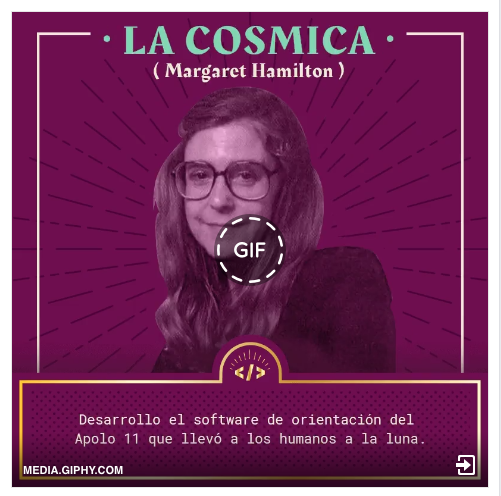 · LA COSMICA ·
( Margaret Hamilton )
GIF
</>
Desarrollo el software de orientación del
Apolo 11 que llevó a los humanos a la luna.
MEDIA.GIPHY.COM